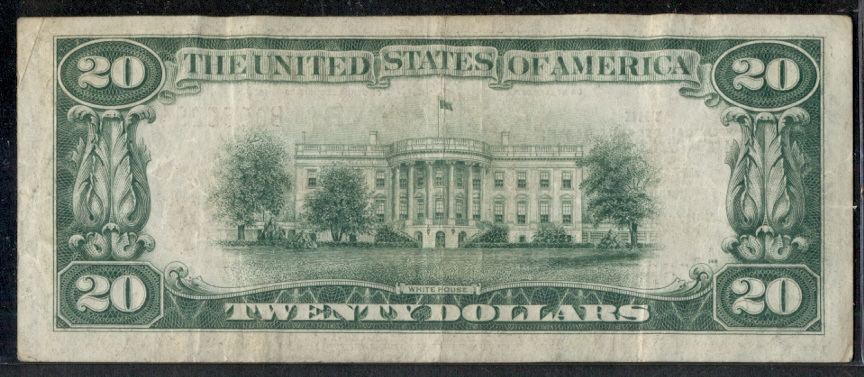 20 THE UNITED STATES OF AMERICA 20
WHITE HOUSE
20 TWENTY DOLLARS 20